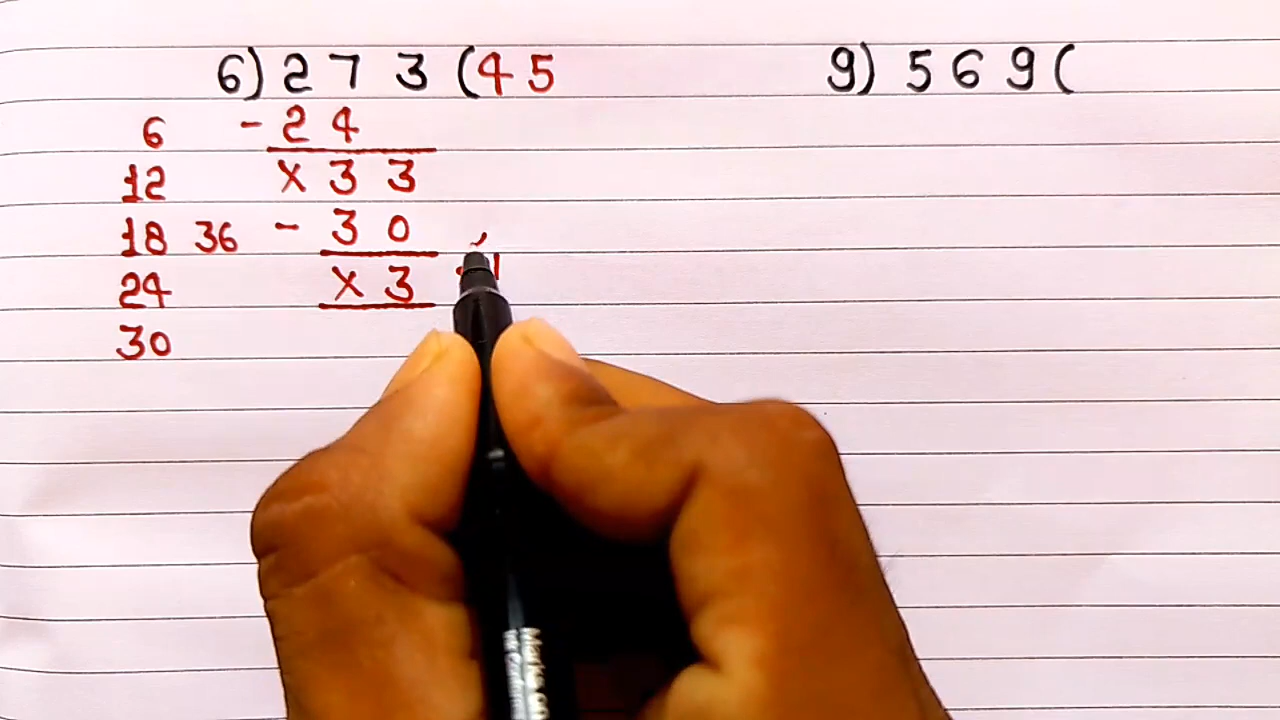 6) 2 7 3 ( 4 5
9) 5 6 9 (
6 - 2 4
12 x 3 3
18 36 - 3 0
24 x 3
30